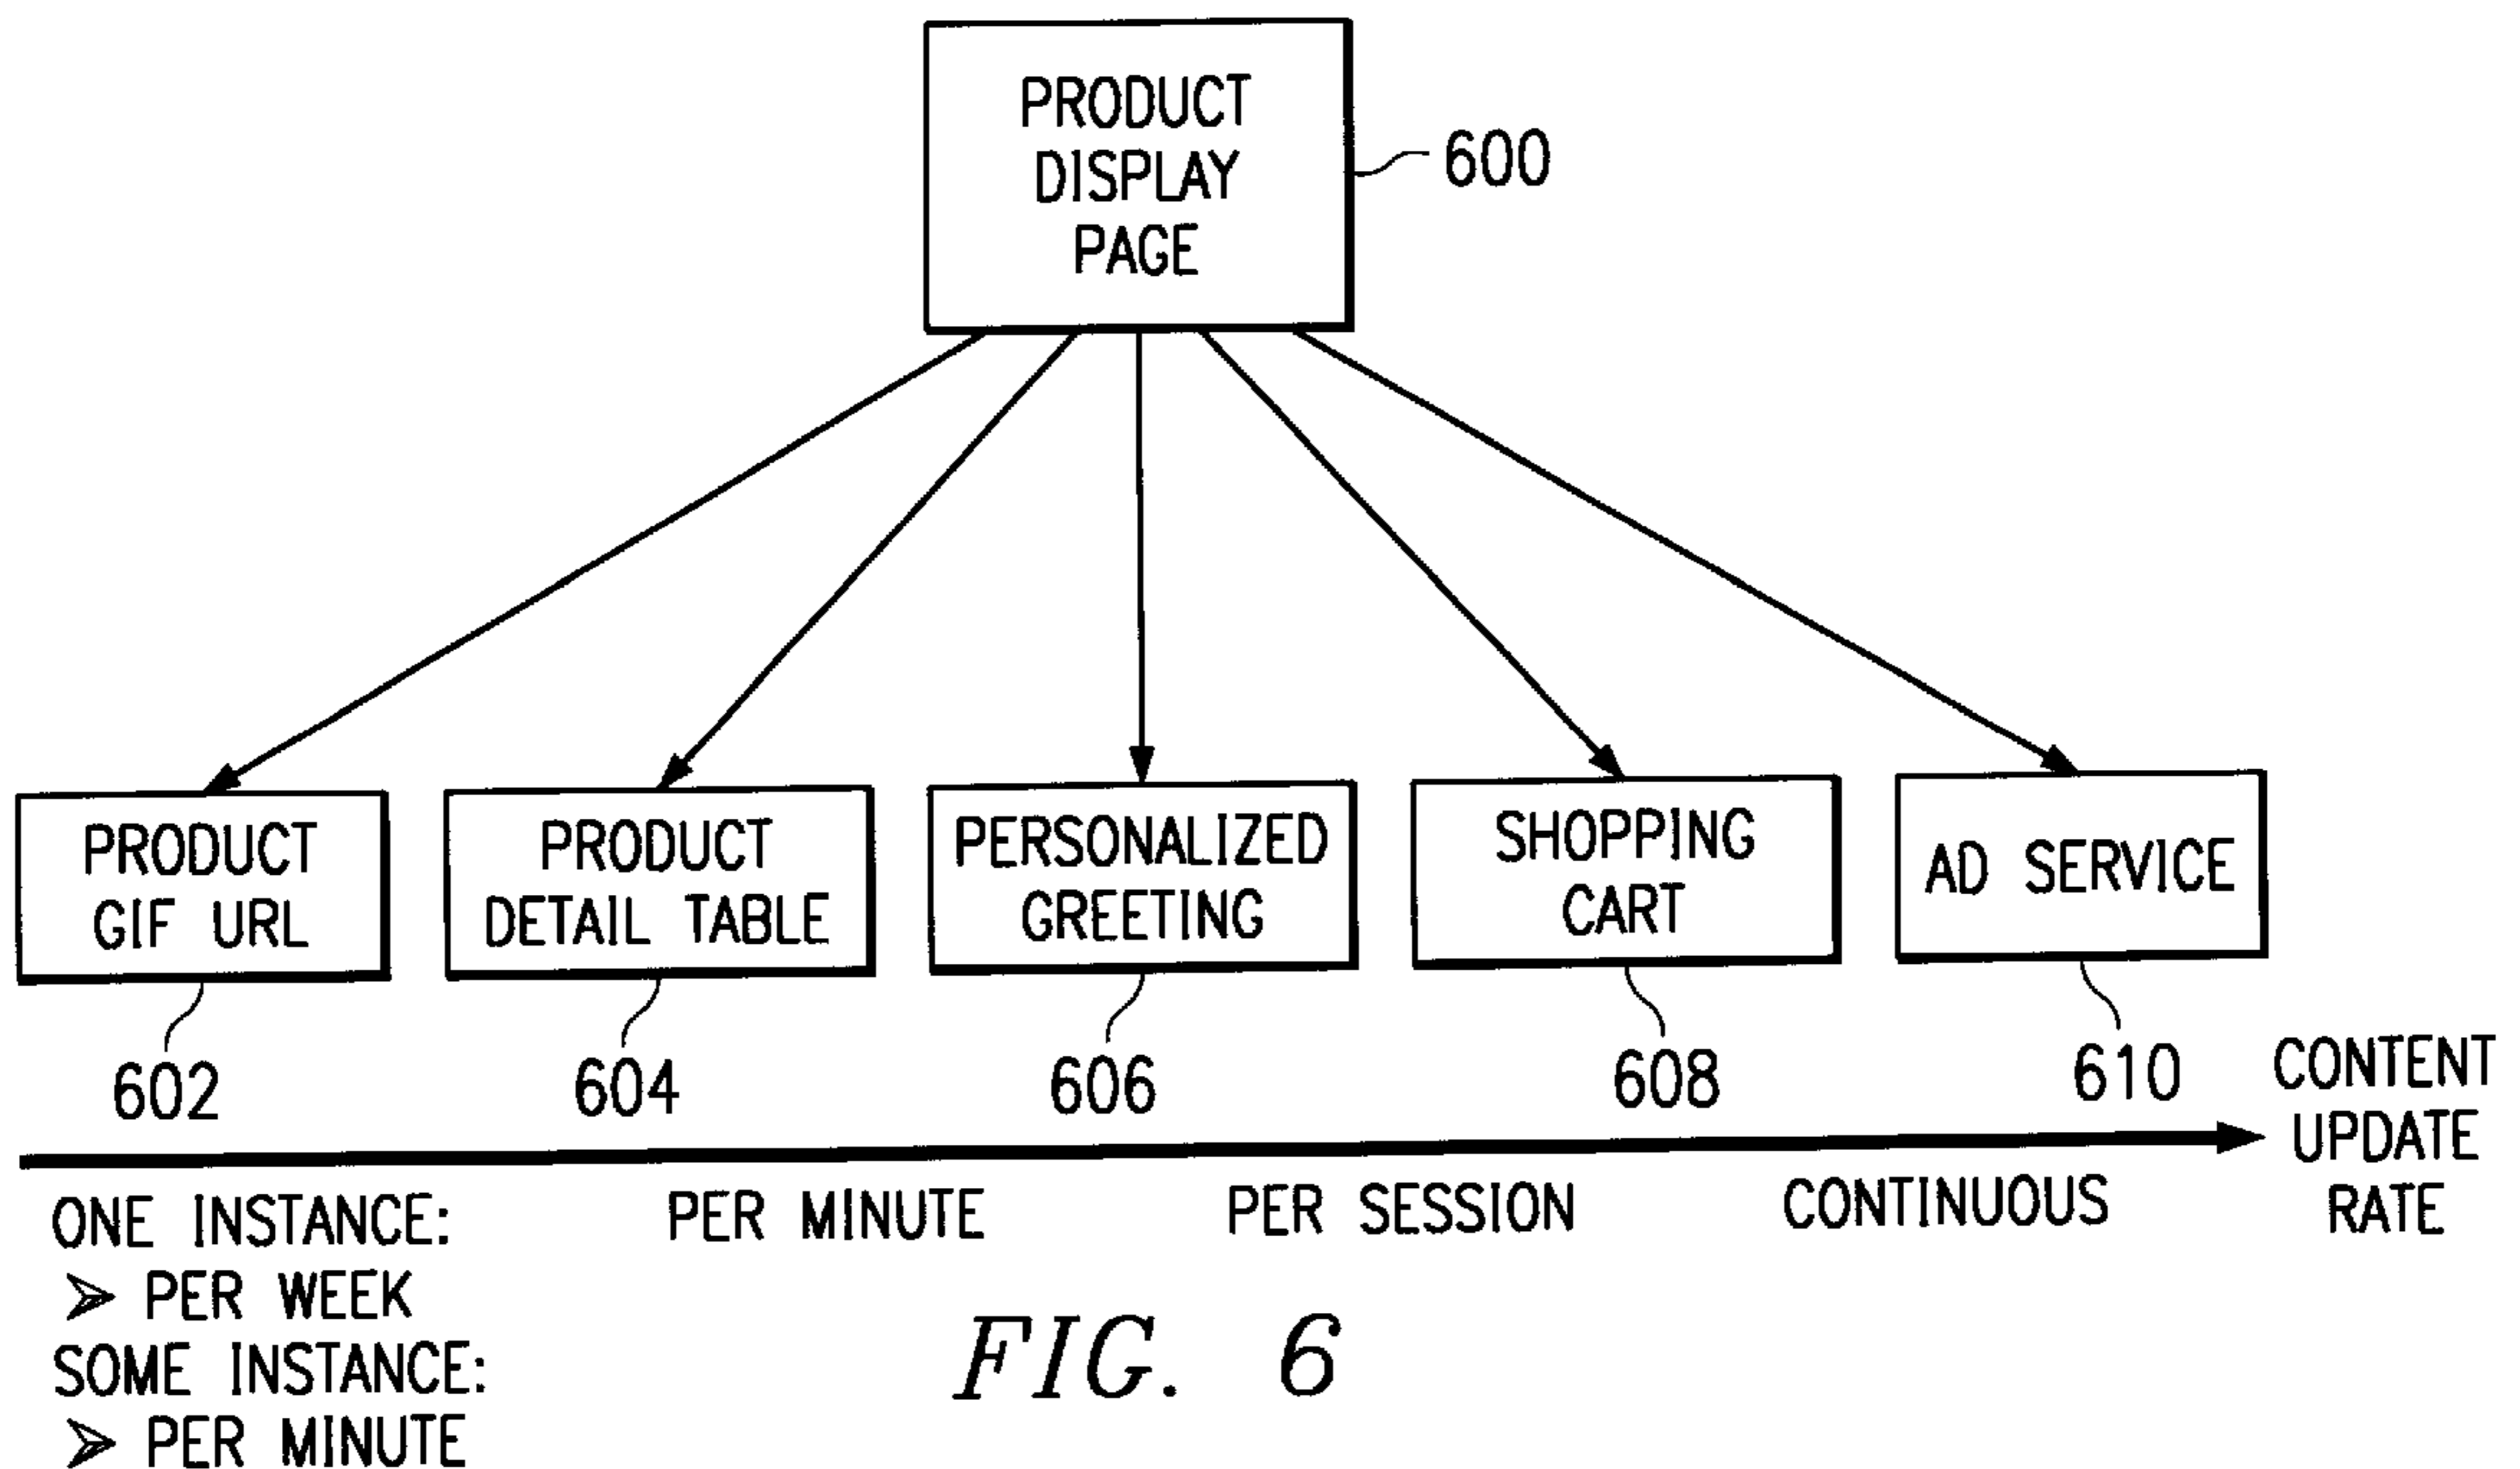 PRODUCT
DISPLAY
PAGE
600
PRODUCT
GIF URL
PRODUCT
DETAIL TABLE
PERSONALIZED
GREETING
SHOPPING
CART
AD SERVICE
602
604
606
608
610
CONTENT
UPDATE
RATE
ONE INSTANCE:
➢ PER WEEK
SOME INSTANCE:
➢ PER MINUTE
PER MINUTE
PER SESSION
CONTINUOUS
FIG. 6